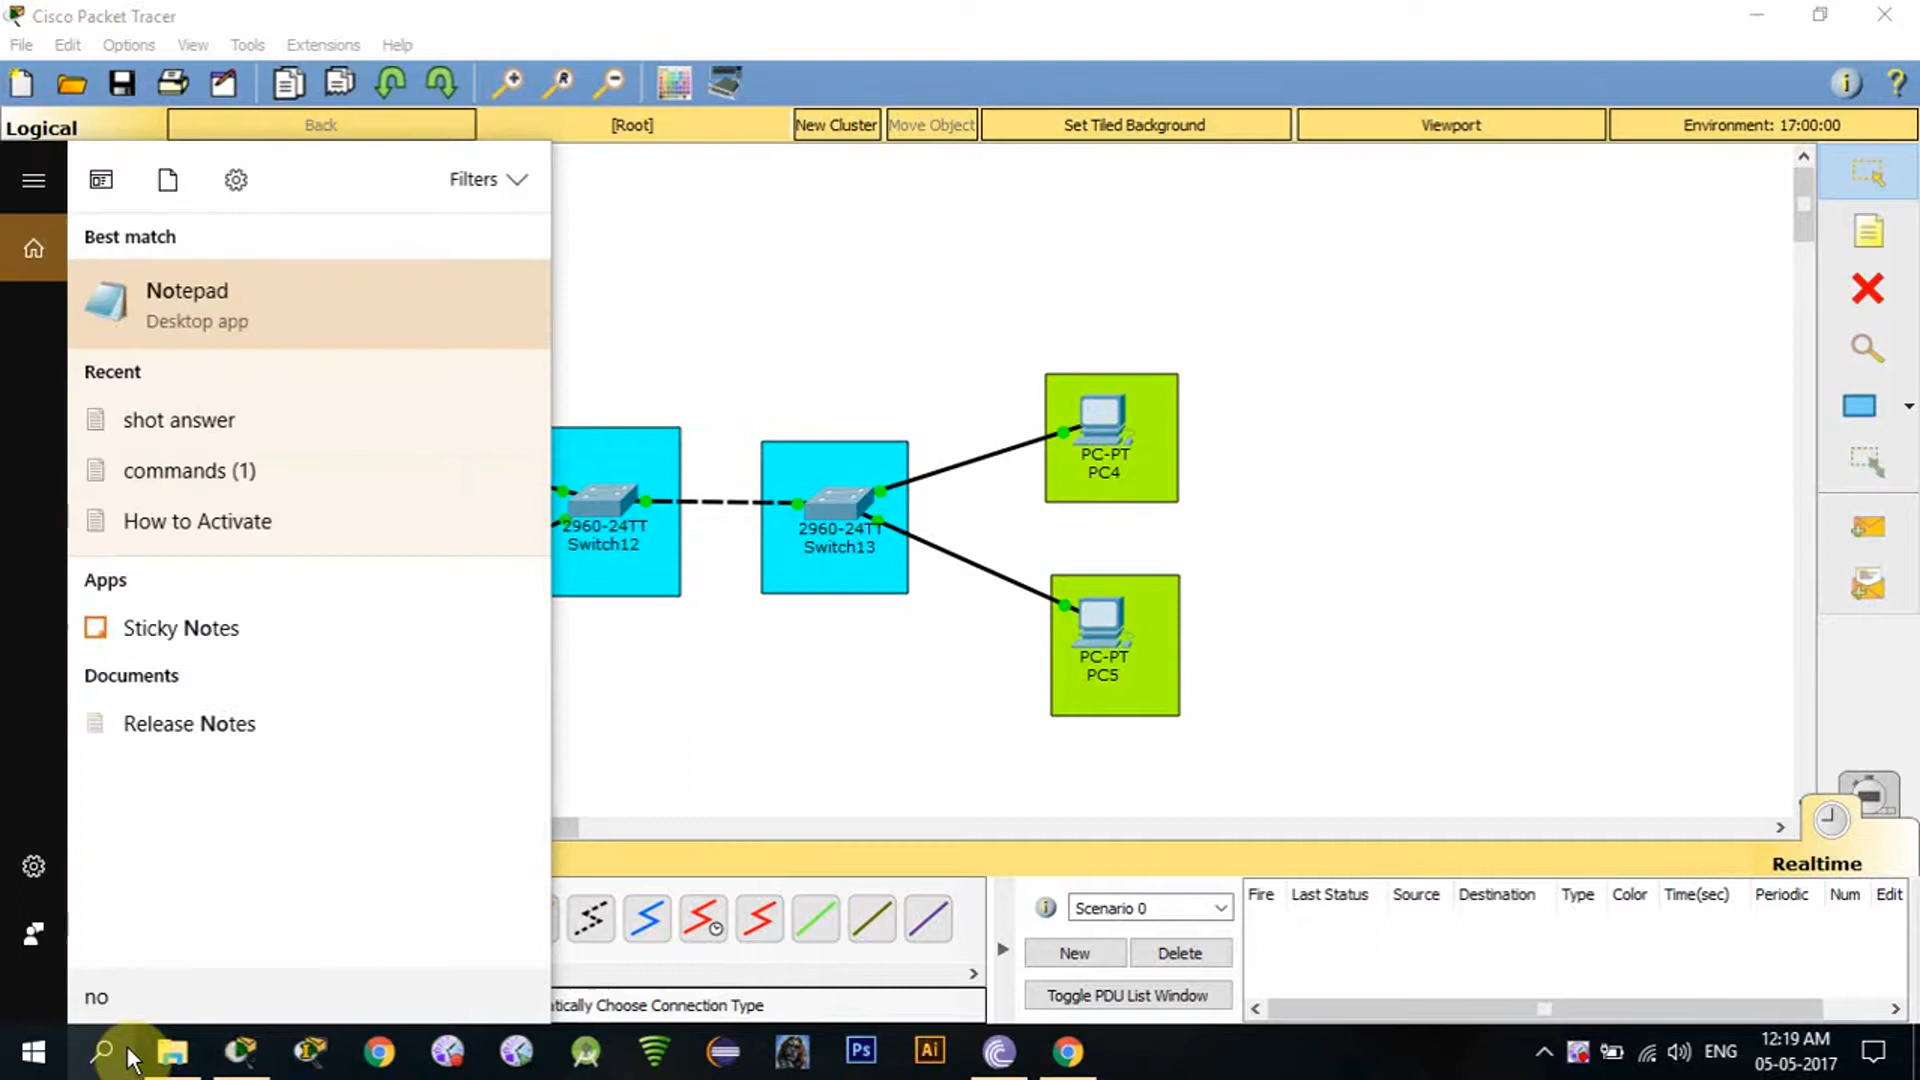 Cisco Packet Tracer
File Edit Options View Tools Extensions Help
Logical Back [Root] New Cluster Move Object Set Tiled Background Viewport Environment: 17:00:00
Filters
Best match
Notepad
Desktop app
Recent
shot answer
commands (1)
How to Activate
Apps
Sticky Notes
Documents
Release Notes
no
2960-24TT
Switch12
2960-24TT
Switch13
PC-PT
PC4
PC-PT
PC5
Realtime
Scenario 0
New Delete
Toggle PDU List Window
Fire Last Status Source Destination Type Color Time(sec) Periodic Num Edit
atically Choose Connection Type
Ps Ai
ENG
12:19 AM
05-05-2017